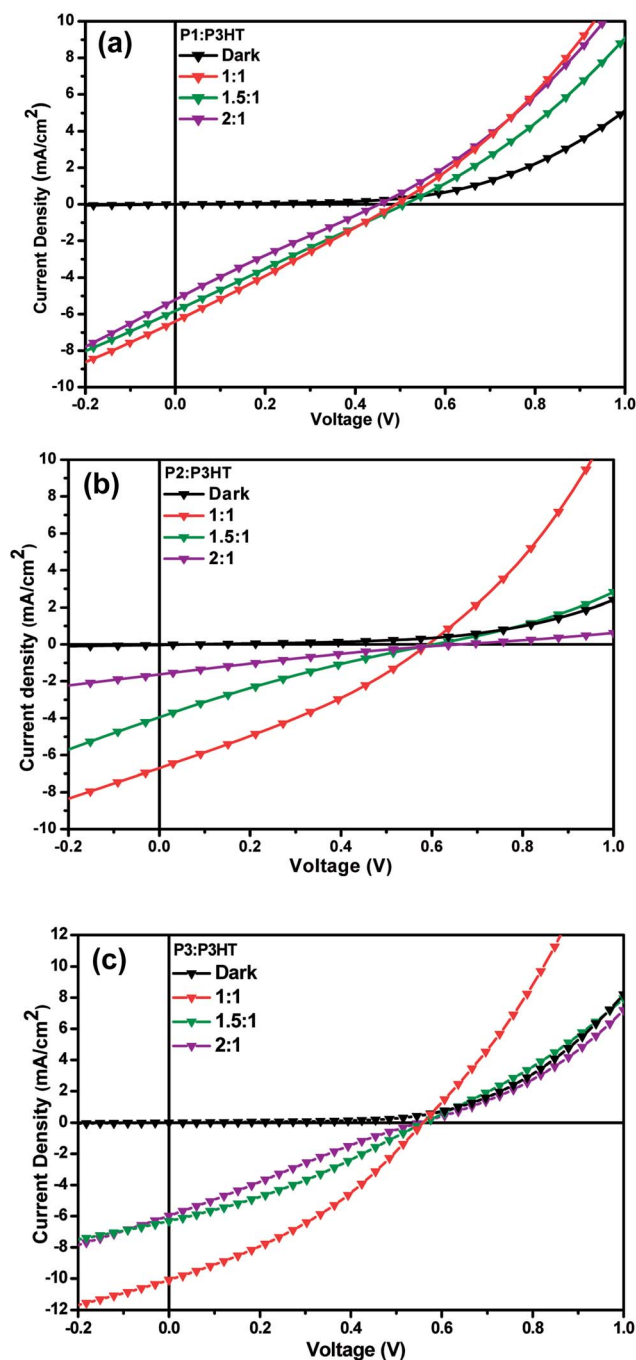 (a)
P1:P3HT
Dark
1:1
1.5:1
2:1
Current Density (mA/cm2)
10
8
6
4
2
0
-2
-4
-6
-8
-10
-0.2 0.0 0.2 0.4 0.6 0.8 1.0
Voltage (V)
(b)
P2:P3HT
Dark
1:1
1.5:1
2:1
Current density (mA/cm2)
10
8
6
4
2
0
-2
-4
-6
-8
-10
-0.2 0.0 0.2 0.4 0.6 0.8 1.0
Voltage (V)
(c)
P3:P3HT
Dark
1:1
1.5:1
2:1
Current Density (mA/cm2)
12
10
8
6
4
2
0
-2
-4
-6
-8
-10
-12
-0.2 0.0 0.2 0.4 0.6 0.8 1.0
Voltage (V)